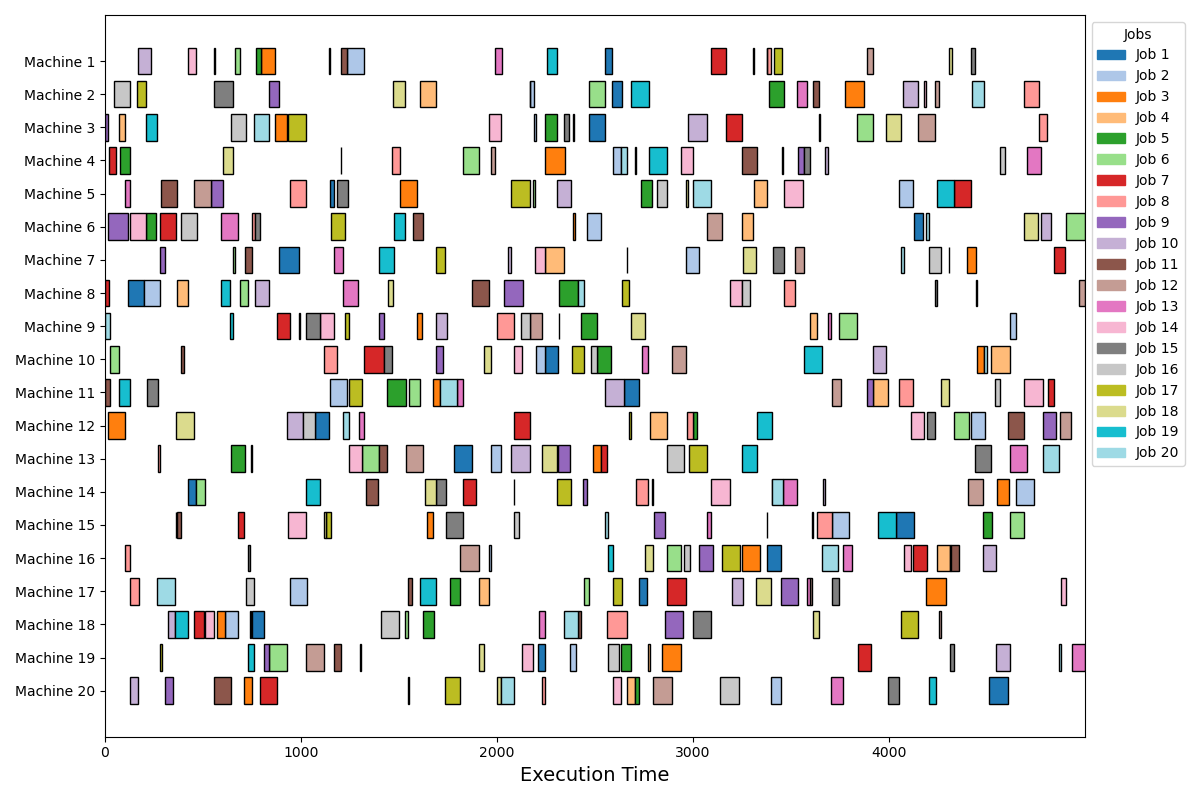 Machine 1
Machine 2
Machine 3
Machine 4
Machine 5
Machine 6
Machine 7
Machine 8
Machine 9
Machine 10
Machine 11
Machine 12
Machine 13
Machine 14
Machine 15
Machine 16
Machine 17
Machine 18
Machine 19
Machine 20
0 1000 2000 3000 4000
Execution Time
Jobs
Job 1
Job 2
Job 3
Job 4
Job 5
Job 6
Job 7
Job 8
Job 9
Job 10
Job 11
Job 12
Job 13
Job 14
Job 15
Job 16
Job 17
Job 18
Job 19
Job 20